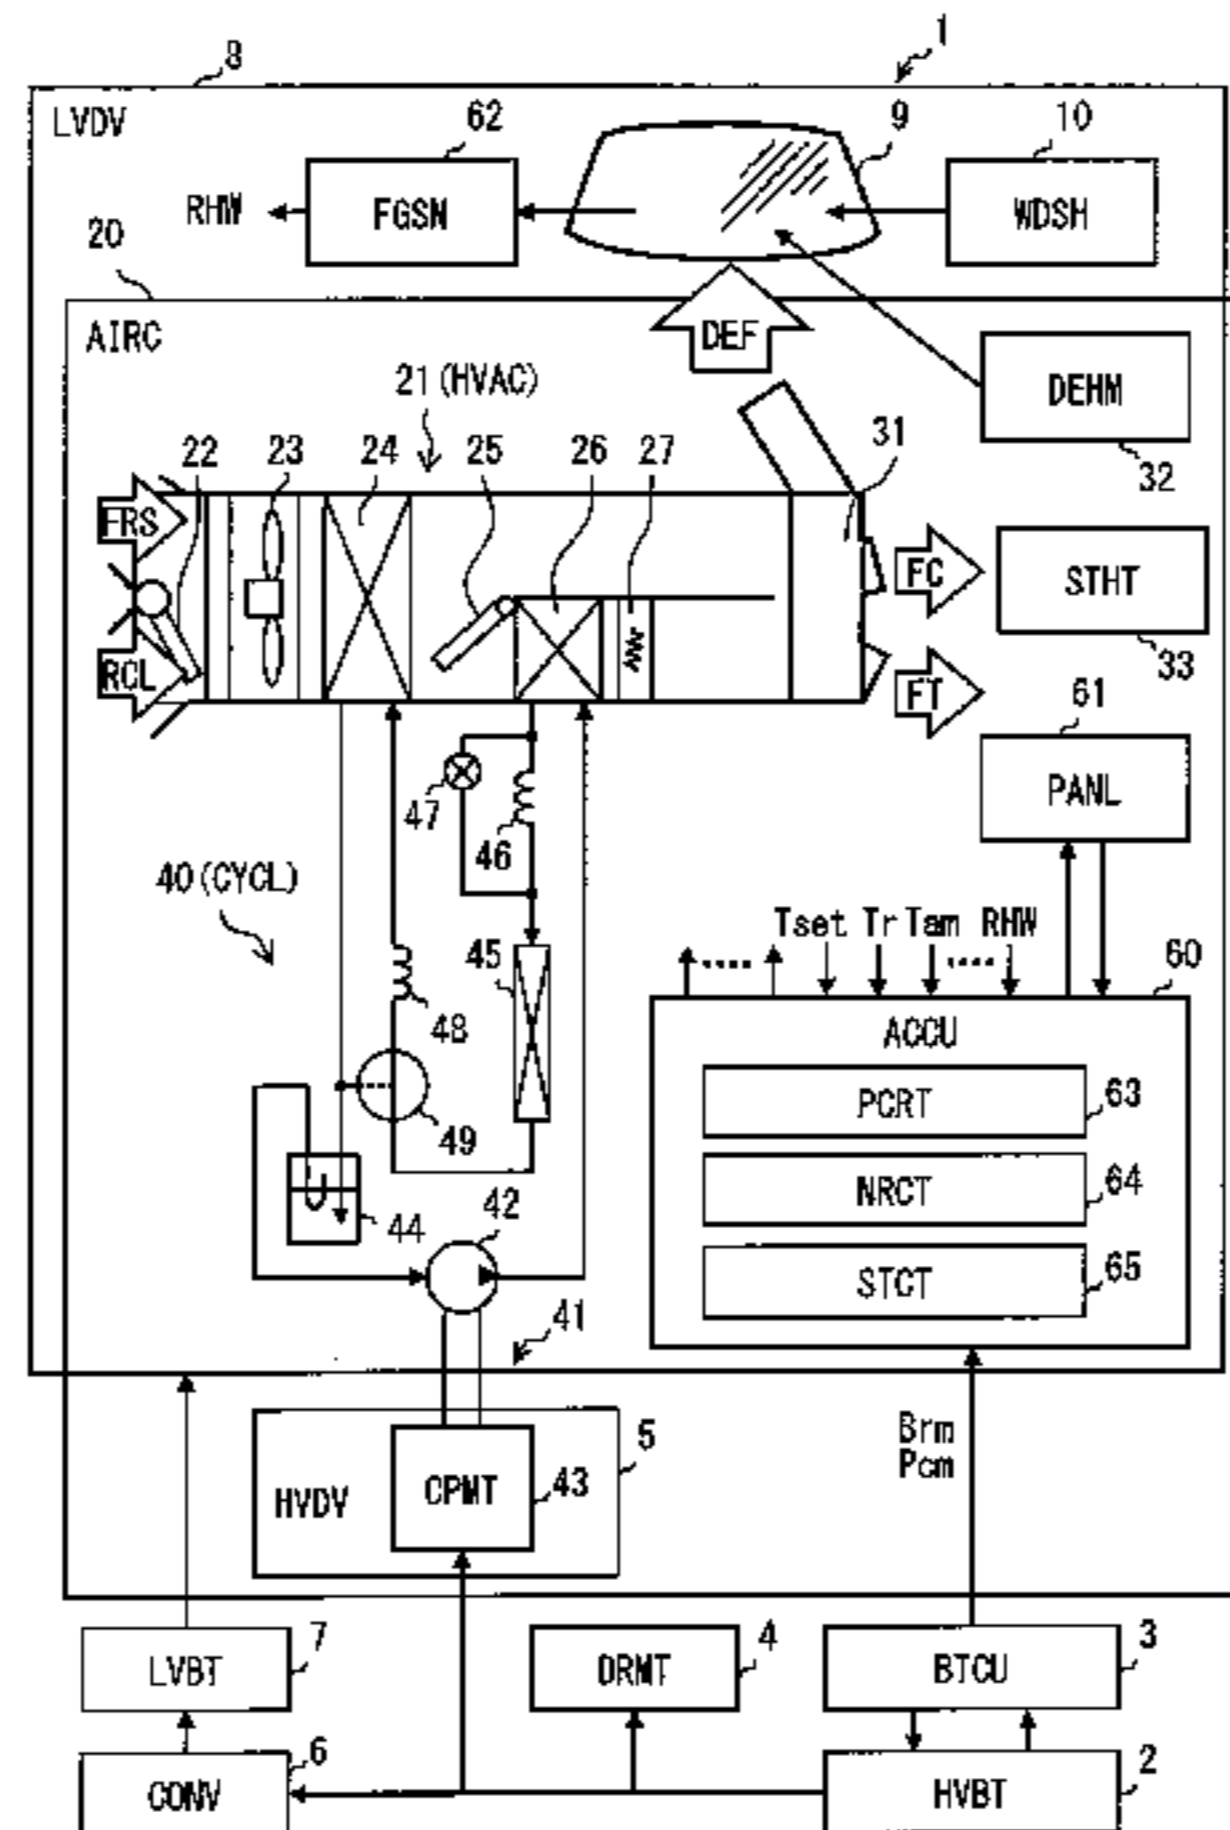 1
8
LVDV
62
9
10
RHW
FGSN
WDSH
20
AIRC
DEF
21(HVAC)
DEHM
22
23
24
25
26
27
31
32
FRS
FC
STHT
RCL
FT
33
61
PANL
47
46
40(CYCL)
Tset
Tr
Tam
RHW
45
60
48
ACCU
PCRT
63
49
NRCT
64
44
42
STCT
65
41
Brm
Pcm
5
HVDV
CPMT
43
7
4
3
LVBT
DRMT
BTCU
6
2
CONV
HVBT